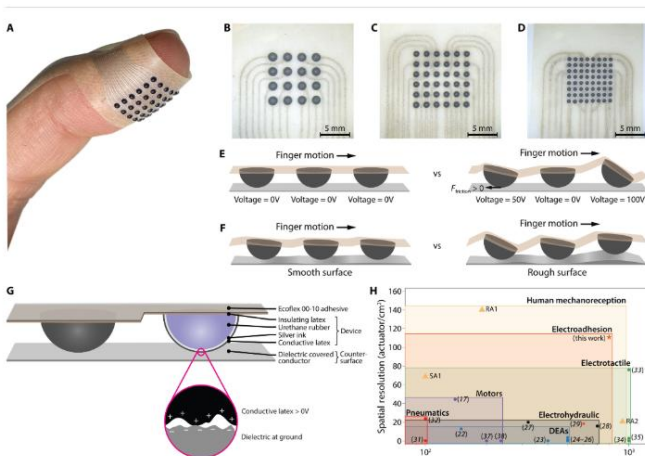 A
B
C
D
5 mm
5 mm
5 mm
E
Finger motion
vs
Finger motion
Voltage = 0V Voltage = 0V Voltage = 0V
> 0
Voltage = 50V Voltage = 0V Voltage = 100V
F
Finger motion
vs
Finger motion
Smooth surface
Rough surface
G
Ecoflex 00-10 adhesive
Insulating latex
Urethane rubber
Silver ink
Conductive latex
Device
Dielectric covered
conductor
Counter-
surface
Conductive latex > 0V
Dielectric at ground
H
Spatial resolution (actuator/cm²)
160
140
120
100
80
60
40
20
0
10²
10³
Human mechanoreception
RA1
Electroadhesion
(this work)
Electrotactile
(33)
SA1
Motors
(17)
Pneumatics
(32)
Electrohydraulic
(27)
(29)
(28)
RA2
DEAs
(31)
(22)
(37)
(23)
(24–26)
(34)
(35)